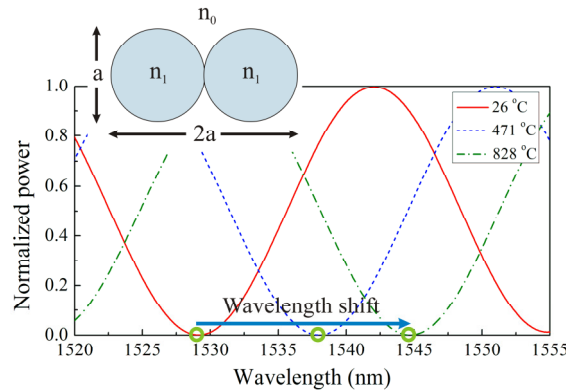 n0
a
n1
n1
2a
26 °C
471 °C
828 °C
Wavelength shift
Normalized power
1.0
0.8
0.6
0.4
0.2
0.0
1520 1525 1530 1535 1540 1545 1550 1555
Wavelength (nm)